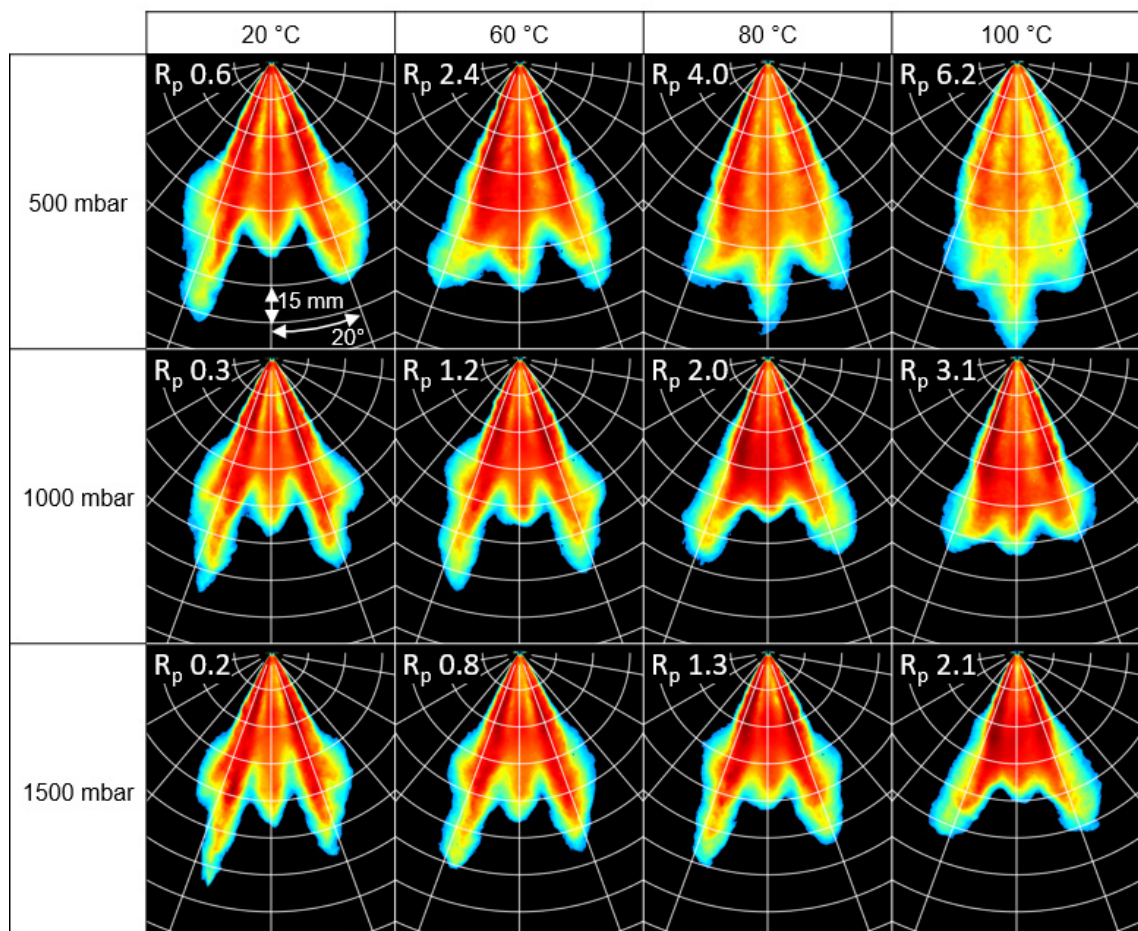 20 °C 60 °C 80 °C 100 °C
500 mbar
Rp 0.6 Rp 2.4 Rp 4.0 Rp 6.2
15 mm
20°
1000 mbar
Rp 0.3 Rp 1.2 Rp 2.0 Rp 3.1
1500 mbar
Rp 0.2 Rp 0.8 Rp 1.3 Rp 2.1